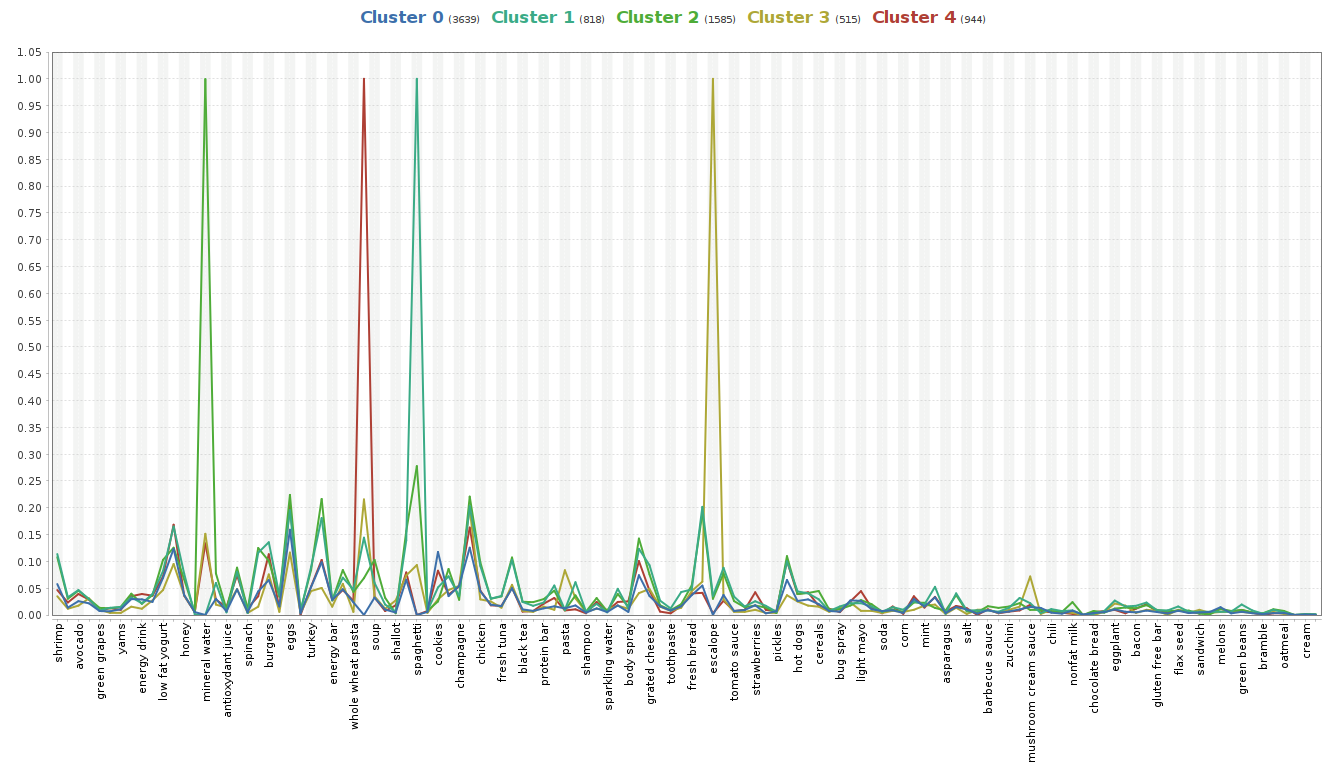 Cluster 0 (3639) Cluster 1 (818) Cluster 2 (1585) Cluster 3 (515) Cluster 4 (944)
1.05
1.00
0.95
0.90
0.85
0.80
0.75
0.70
0.65
0.60
0.55
0.50
0.45
0.40
0.35
0.30
0.25
0.20
0.15
0.10
0.05
0.00
shrimp
avocado
green grapes
yams
energy drink
low fat yogurt
honey
mineral water
antioxydant juice
spinach
burgers
eggs
turkey
energy bar
whole wheat pasta
soup
shallot
spaghetti
cookies
champagne
chicken
fresh tuna
black tea
protein bar
pasta
shampoo
sparkling water
body spray
grated cheese
toothpaste
fresh bread
escalope
tomato sauce
strawberries
pickles
hot dogs
cereals
bug spray
light mayo
soda
corn
mint
asparagus
salt
barbecue sauce
zucchini
mushroom cream sauce
chili
nonfat milk
chocolate bread
eggplant
bacon
gluten free bar
flax seed
sandwich
melons
green beans
bramble
oatmeal
cream